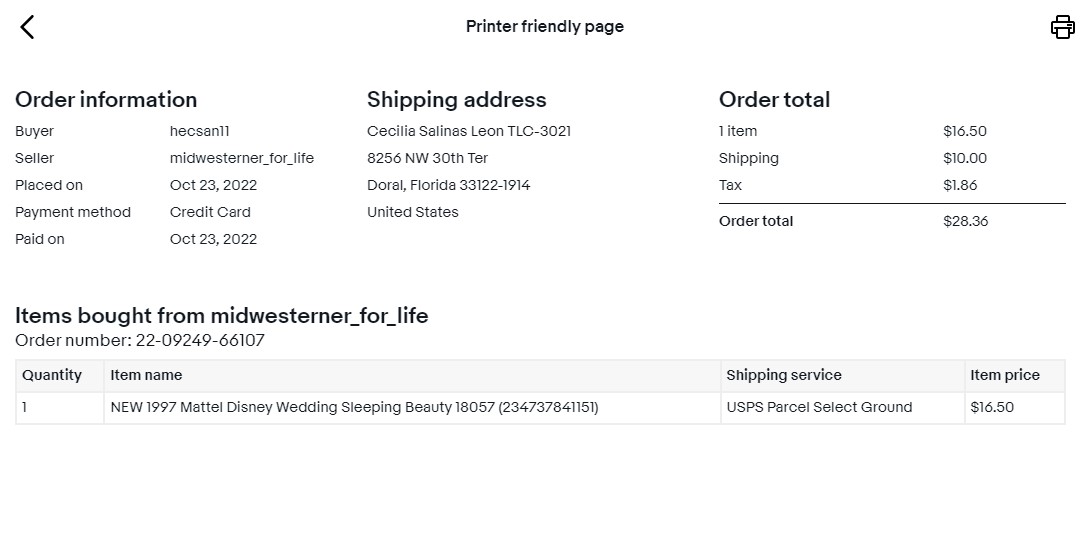 Printer friendly page
Order information
Buyer hecsan11
Seller midwesterner_for_life
Placed on Oct 23, 2022
Payment method Credit Card
Paid on Oct 23, 2022
Shipping address
Cecilia Salinas Leon TLC-3021
8256 NW 30th Ter
Doral, Florida 33122-1914
United States
Order total
1 item $16.50
Shipping $10.00
Tax $1.86
Order total $28.36
Items bought from midwesterner_for_life
Order number: 22-09249-66107
Quantity Item name Shipping service Item price
1 NEW 1997 Mattel Disney Wedding Sleeping Beauty 18057 (234737841151) USPS Parcel Select Ground $16.50